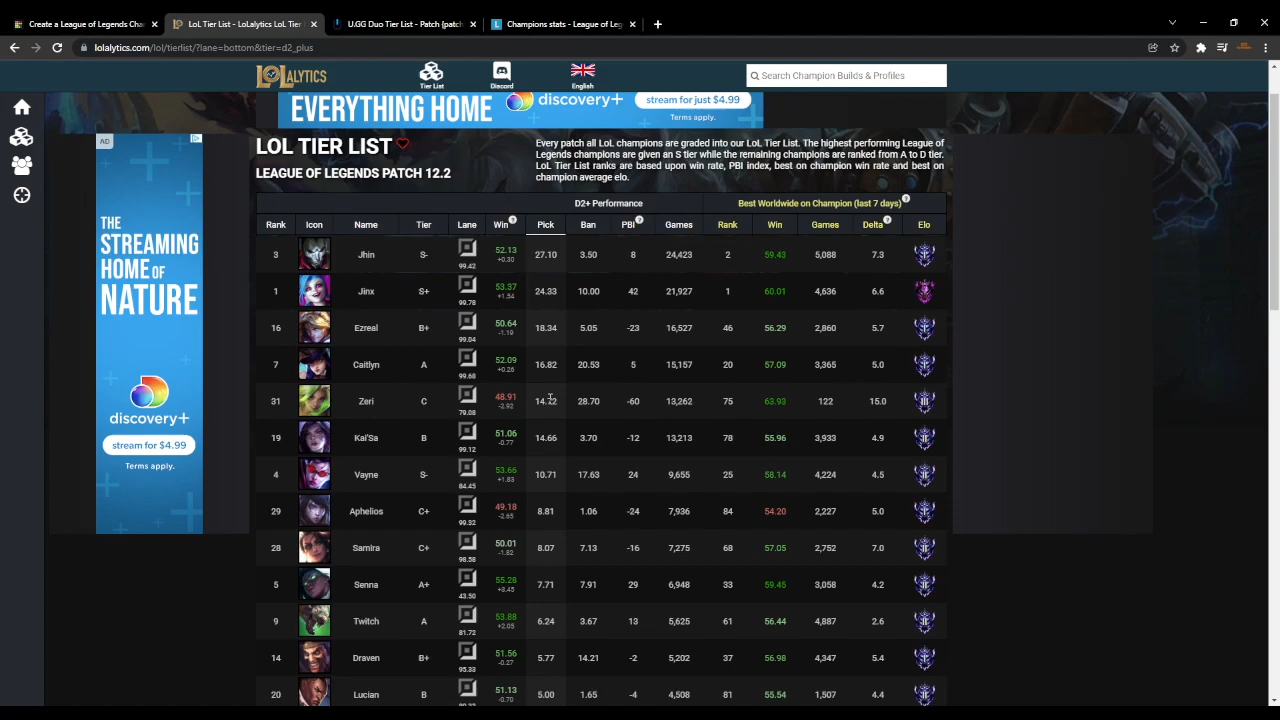 Create a League of Legends Cha
LoL Tier List - LoLalytics LoL Tier
U.GG Duo Tier List - Patch {patch
Champions stats - League of Leg
lolalytics.com/lol/tierlist/?lane=bottom&tier=d2_plus
LOLALYTICS
Tier List
Discord
English
Search Champion Builds & Profiles
EVERYTHING HOME
discovery+
stream for just $4.99
Terms apply.
AD
THE
STREAMING
HOME OF
NATURE
discovery+
stream for $4.99
Terms apply.
LOL TIER LIST
LEAGUE OF LEGENDS PATCH 12.2
Every patch all LoL champions are graded into our LoL Tier List. The highest performing League of
Legends champions are given an S tier while the remaining champions are ranked from A to D tier.
LoL Tier List ranks are based upon win rate, PBI index, best on champion win rate and best on
champion average elo.
D2+ Performance
Best Worldwide on Champion (last 7 days)
Rank Icon Name Tier Lane Win Pick Ban PBI Games Rank Win Games Delta Elo
3 Jhin S- 99.42 52.13 +0.30 27.10 3.50 8 24,423 2 59.43 5,088 7.3
1 Jinx S+ 99.78 53.37 +1.54 24.33 10.00 42 21,927 1 60.01 4,636 6.6
16 Ezreal B+ 99.04 50.64 -1.19 18.34 5.05 -23 16,527 46 56.29 2,860 5.7
7 Caitlyn A 99.68 52.09 +0.26 16.82 20.53 5 15,157 20 57.09 3,365 5.0
31 Zeri C 79.08 48.91 -2.92 28.70 -60 13,262 75 63.93 122 15.0
19 Kai'Sa B 99.12 51.06 -0.77 14.66 3.70 -12 13,213 78 55.96 3,933 4.9
4 Vayne S- 84.45 53.66 +1.83 10.71 17.63 24 9,655 25 58.14 4,224 4.5
29 Aphelios C+ 99.32 49.18 -2.65 8.81 1.06 -24 7,936 84 54.20 2,227 5.0
28 Samira C+ 98.58 50.01 -1.82 8.07 7.13 -16 7,275 68 57.05 2,752 7.0
5 Senna A+ 43.50 55.28 +3.45 7.71 7.91 29 6,948 33 59.45 3,058 4.2
9 Twitch A 81.72 53.88 +2.05 6.24 3.67 13 5,625 61 56.44 4,887 2.6
14 Draven B+ 95.33 51.56 -0.27 5.77 14.21 -2 5,202 37 56.98 4,347 5.4
20 Lucian B 51.13 -0.70 5.00 1.65 -4 4,508 81 55.54 1,507 4.4